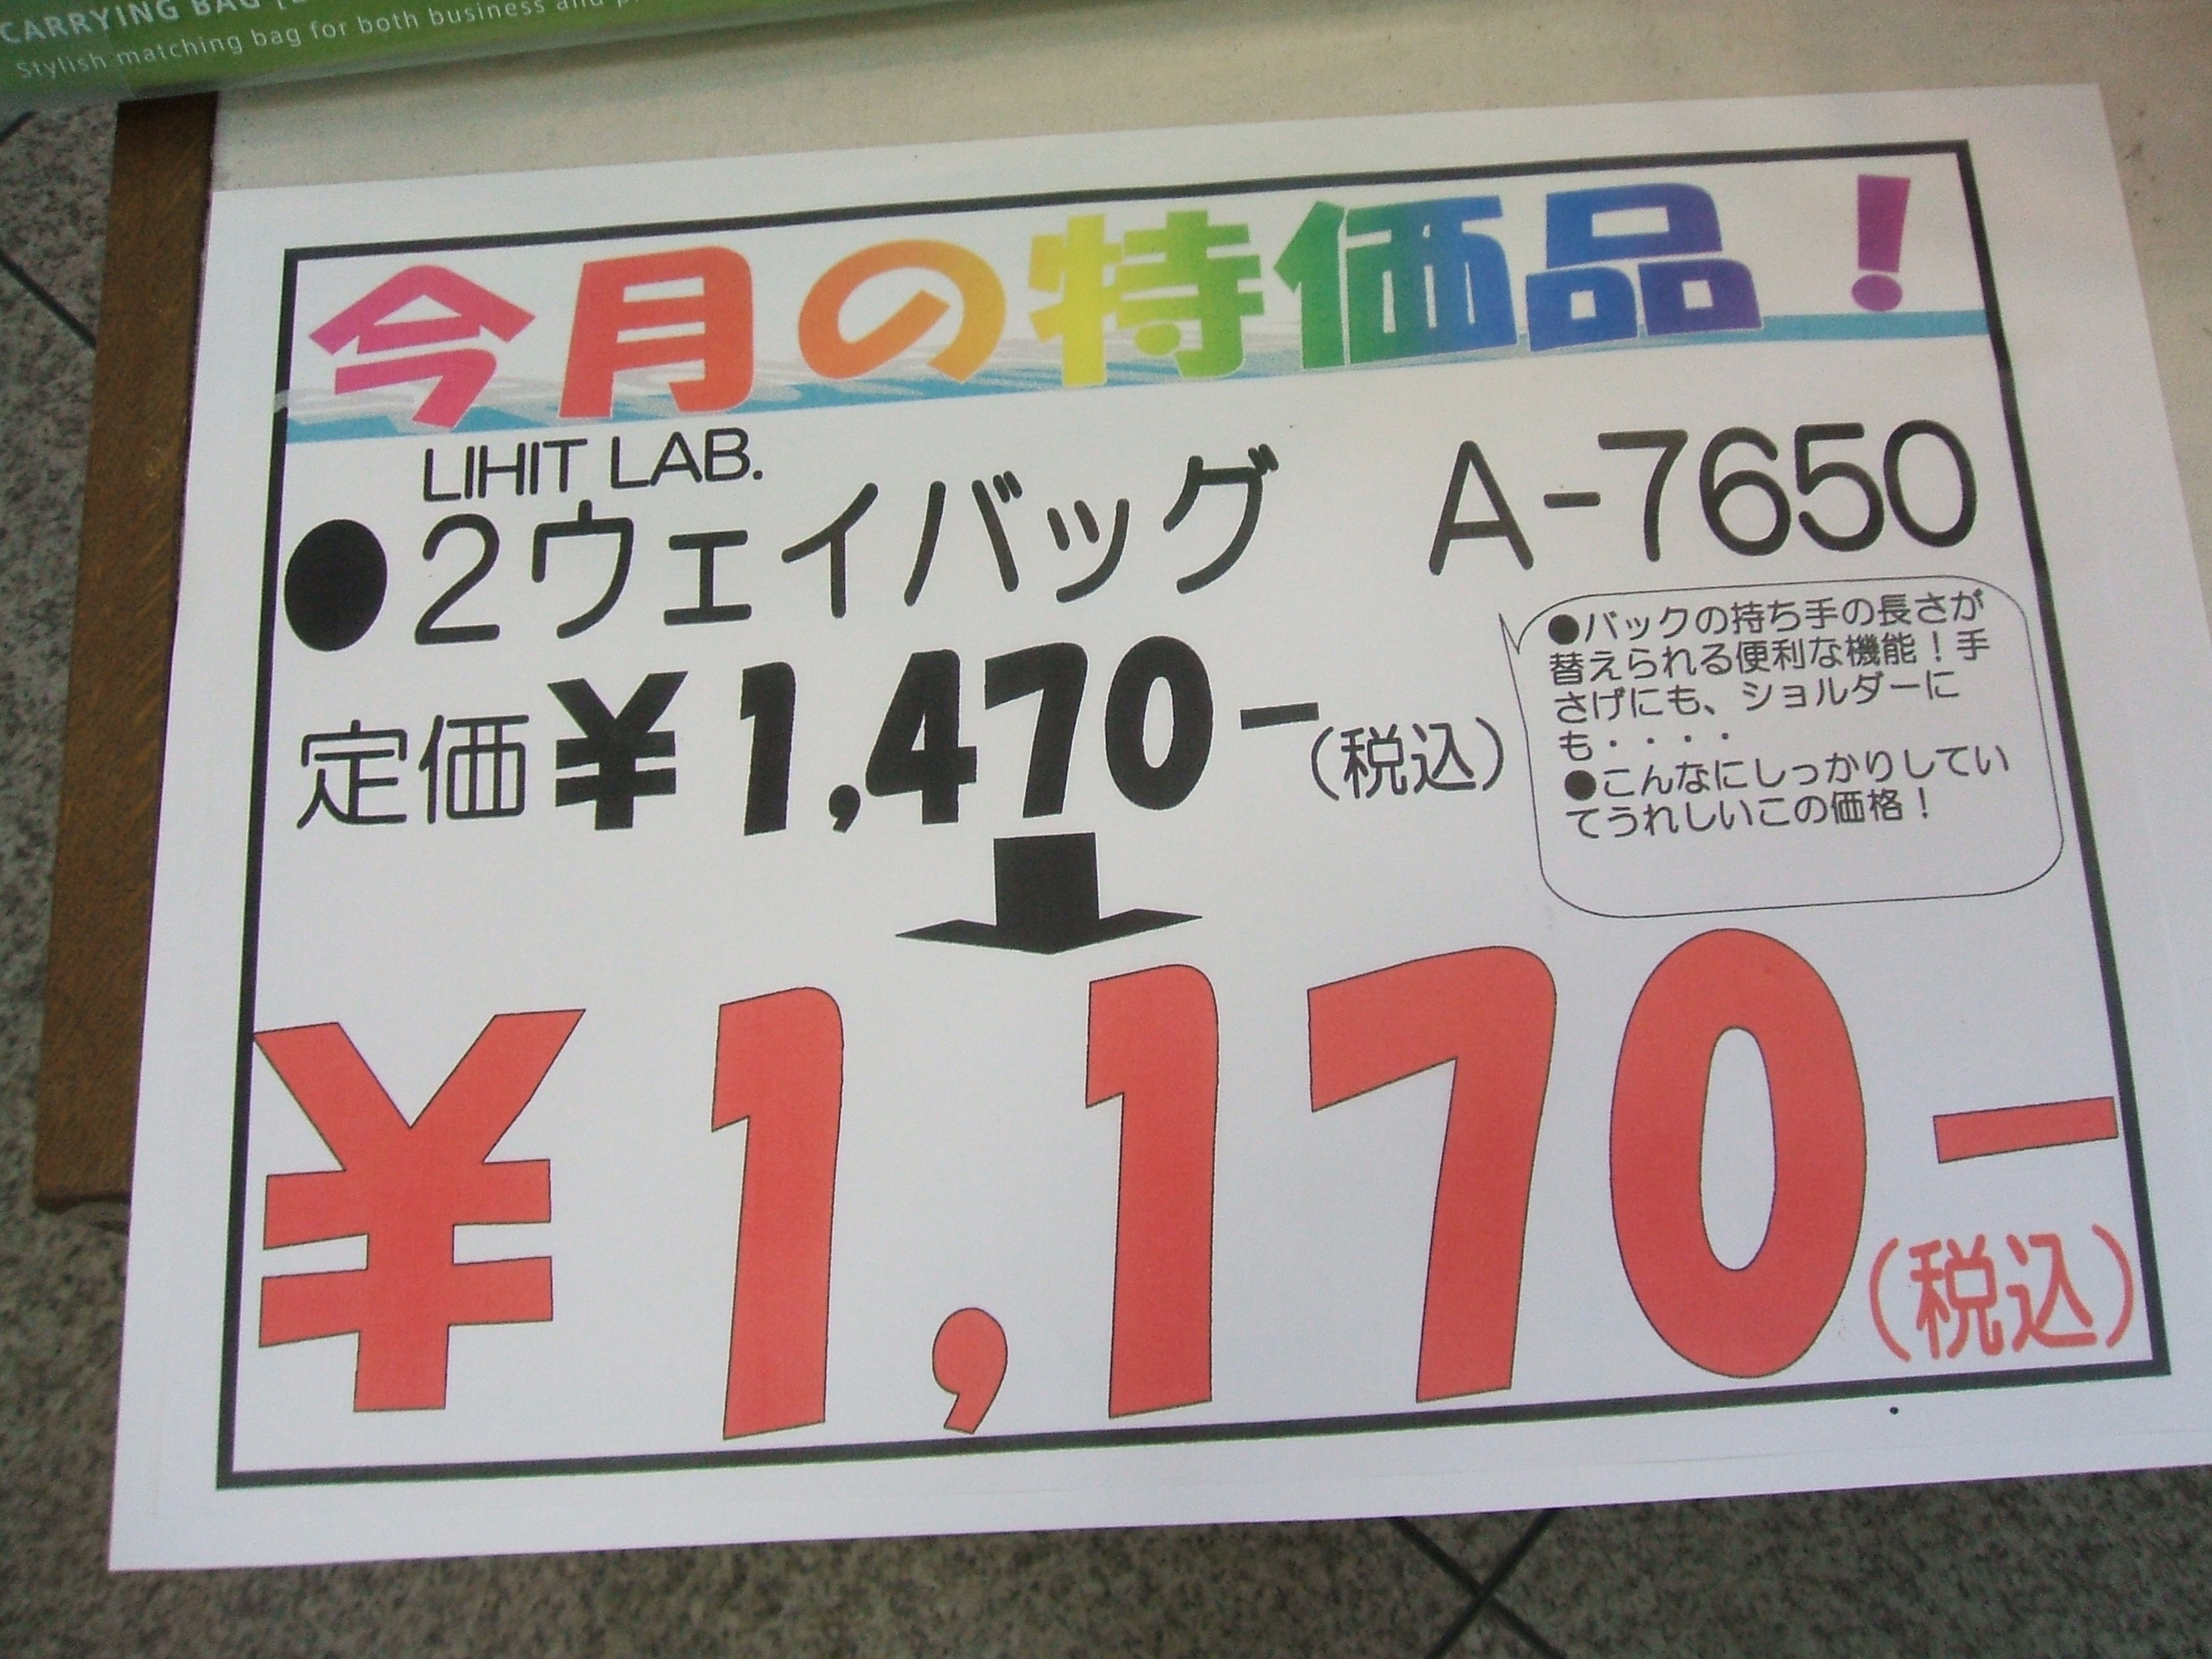 CARRYING BAG
Stylish matching bag for both business and
今月の特価品！
LIHIT LAB.
●2ウェイバッグ A-7650
定価¥1,470-(税込)
●バックの持ち手の長さが
替えられる便利な機能！手
さげにも、ショルダーに
も・・・・
●こんなにしっかりしてい
てうれしいこの価格！
¥1,170-
(税込)